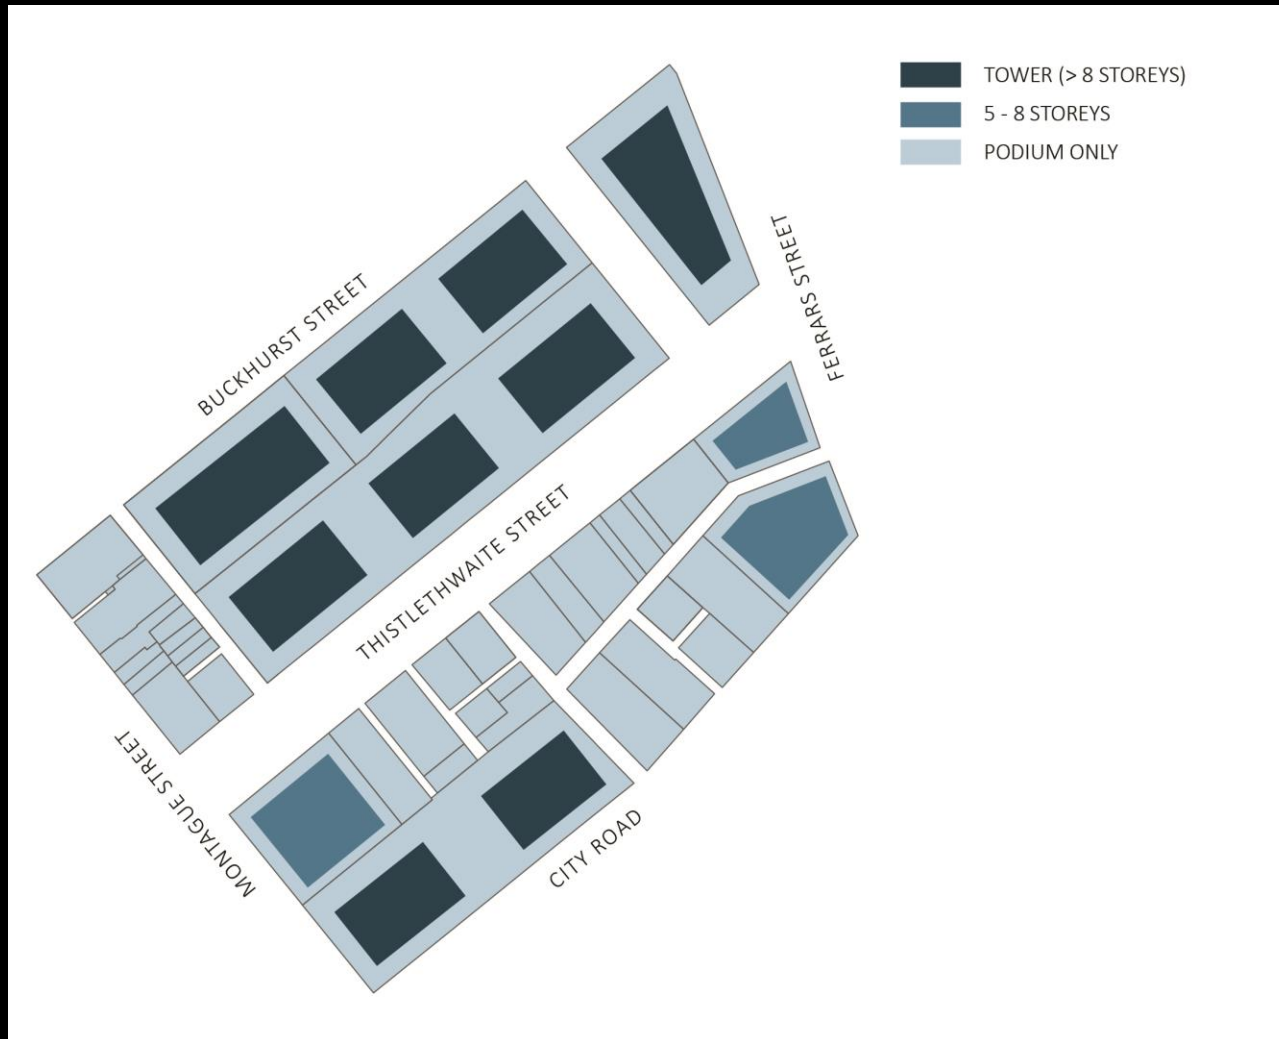 TOWER (> 8 STOREYS)
5 - 8 STOREYS
PODIUM ONLY
FERRARS STREET
BUCKHURST STREET
THISTLETHWAITE STREET
MONTAGUE STREET
CITY ROAD